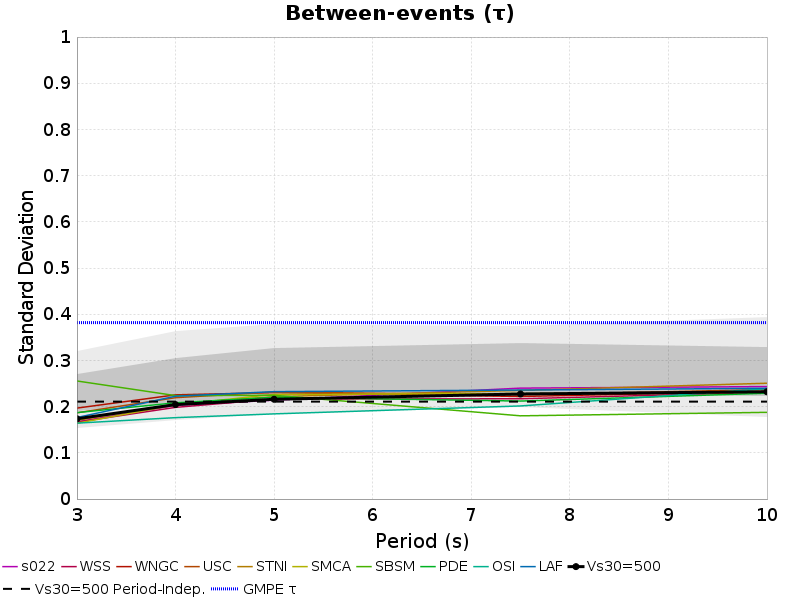 Between-events (τ)
Standard Deviation
1
0.9
0.8
0.7
0.6
0.5
0.4
0.3
0.2
0.1
0
3 4 5 6 7 8 9 10
Period (s)
s022 WSS WNGC USC STNI SMCA SBSM PDE OSI LAF Vs30=500
Vs30=500 Period-Indep. GMPE τ